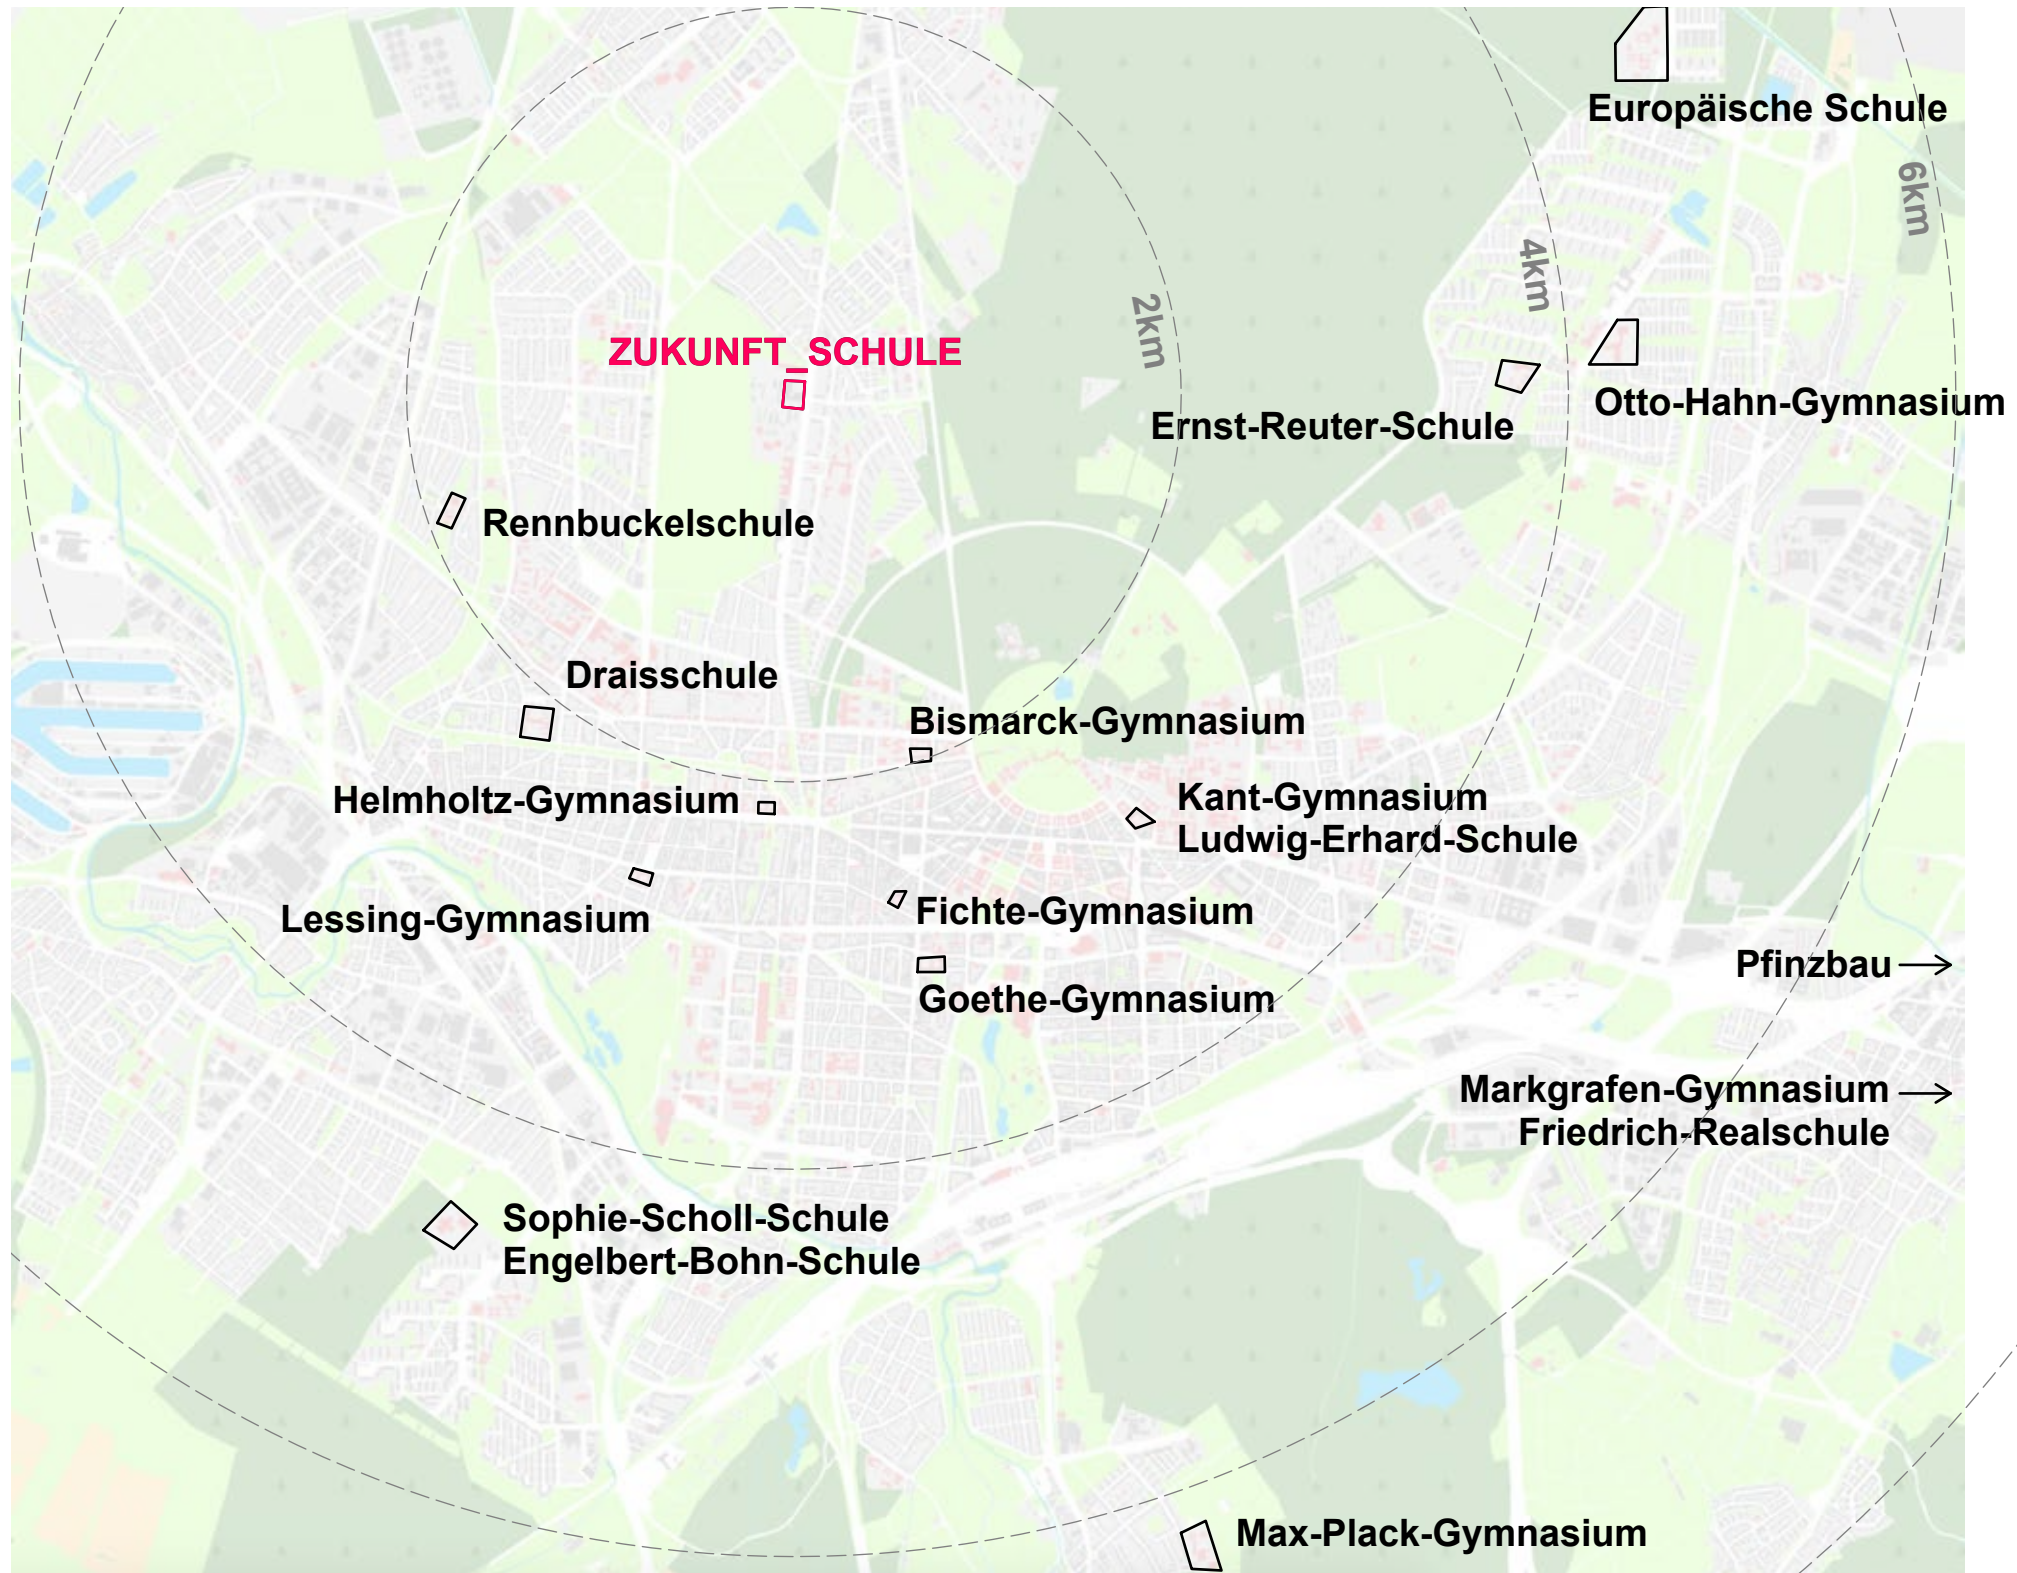 Europäische Schule
6km
4km
2km
ZUKUNFT_SCHULE
Otto-Hahn-Gymnasium
Ernst-Reuter-Schule
Rennbuckelschule
Draisschule
Bismarck-Gymnasium
Helmholtz-Gymnasium
Kant-Gymnasium
Ludwig-Erhard-Schule
Lessing-Gymnasium
Fichte-Gymnasium
Pfinzbau
Goethe-Gymnasium
Markgrafen-Gymnasium
Friedrich-Realschule
Sophie-Scholl-Schule
Engelbert-Bohn-Schule
Max-Plack-Gymnasium